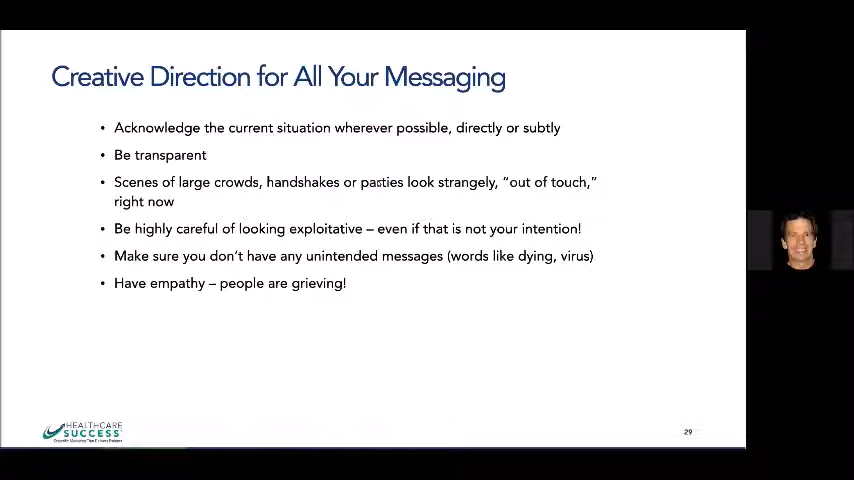 Creative Direction for All Your Messaging
• Acknowledge the current situation wherever possible, directly or subtly
• Be transparent
• Scenes of large crowds, handshakes or parties look strangely, “out of touch,”
right now
• Be highly careful of looking exploitative – even if that is not your intention!
• Make sure you don’t have any unintended messages (words like dying, virus)
• Have empathy – people are grieving!
HEALTHCARE
SUCCESS
29